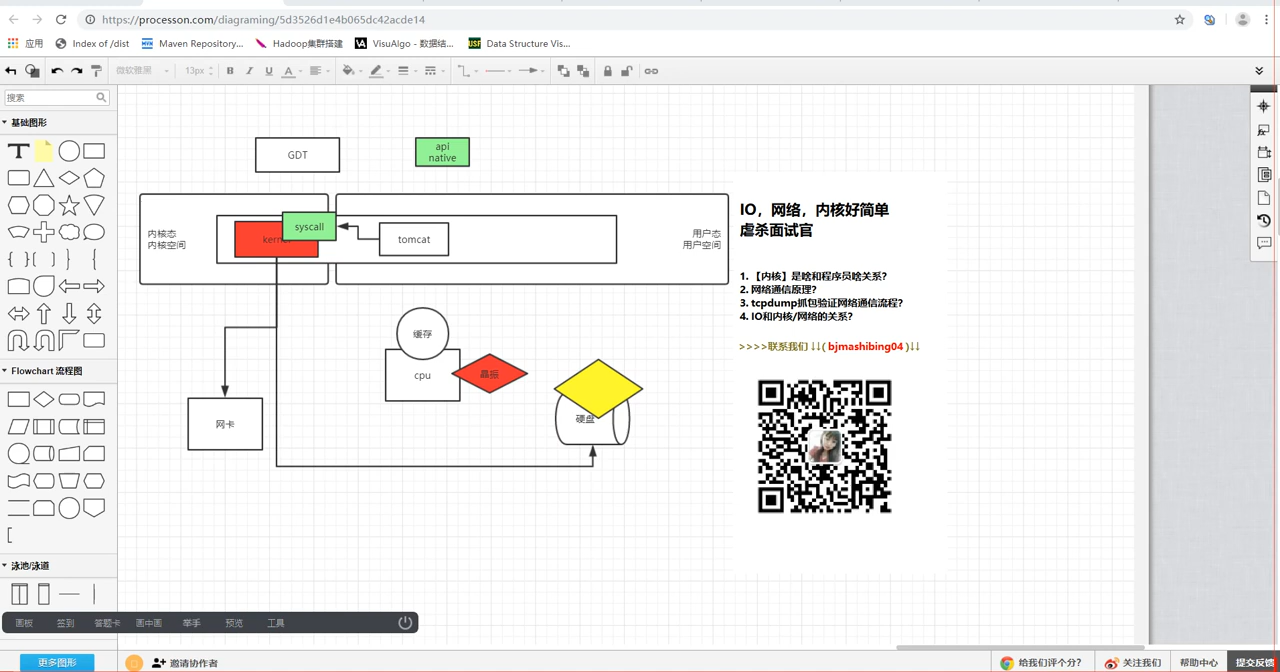 https://processon.com/diagraming/5d3526d1e4b065dc42acde14
应用
Index of /dist
Maven Repository...
Hadoop集群搭建
VisuAlgo - 数据结...
Data Structure Vis...
微软雅黑
13px
B
I
U
A
搜索
基础图形
GDT
api
native
内核态
内核空间
syscall
tomcat
用户态
用户空间
IO，网络，内核好简单
虐杀面试官
1. 【内核】是啥和程序员啥关系?
2. 网络通信原理?
3. tcpdump抓包验证网络通信流程?
4. IO和内核/网络的关系?
>>>>联系我们 ↓↓( bjmashibing04 )↓↓
缓存
cpu
晶振
硬盘
网卡
Flowchart 流程图
泳池/泳道
画板
签到
答题卡
画中画
举手
预览
工具
更多图形
邀请协作者
给我们评个分?
关注我们
帮助中心
提交反馈